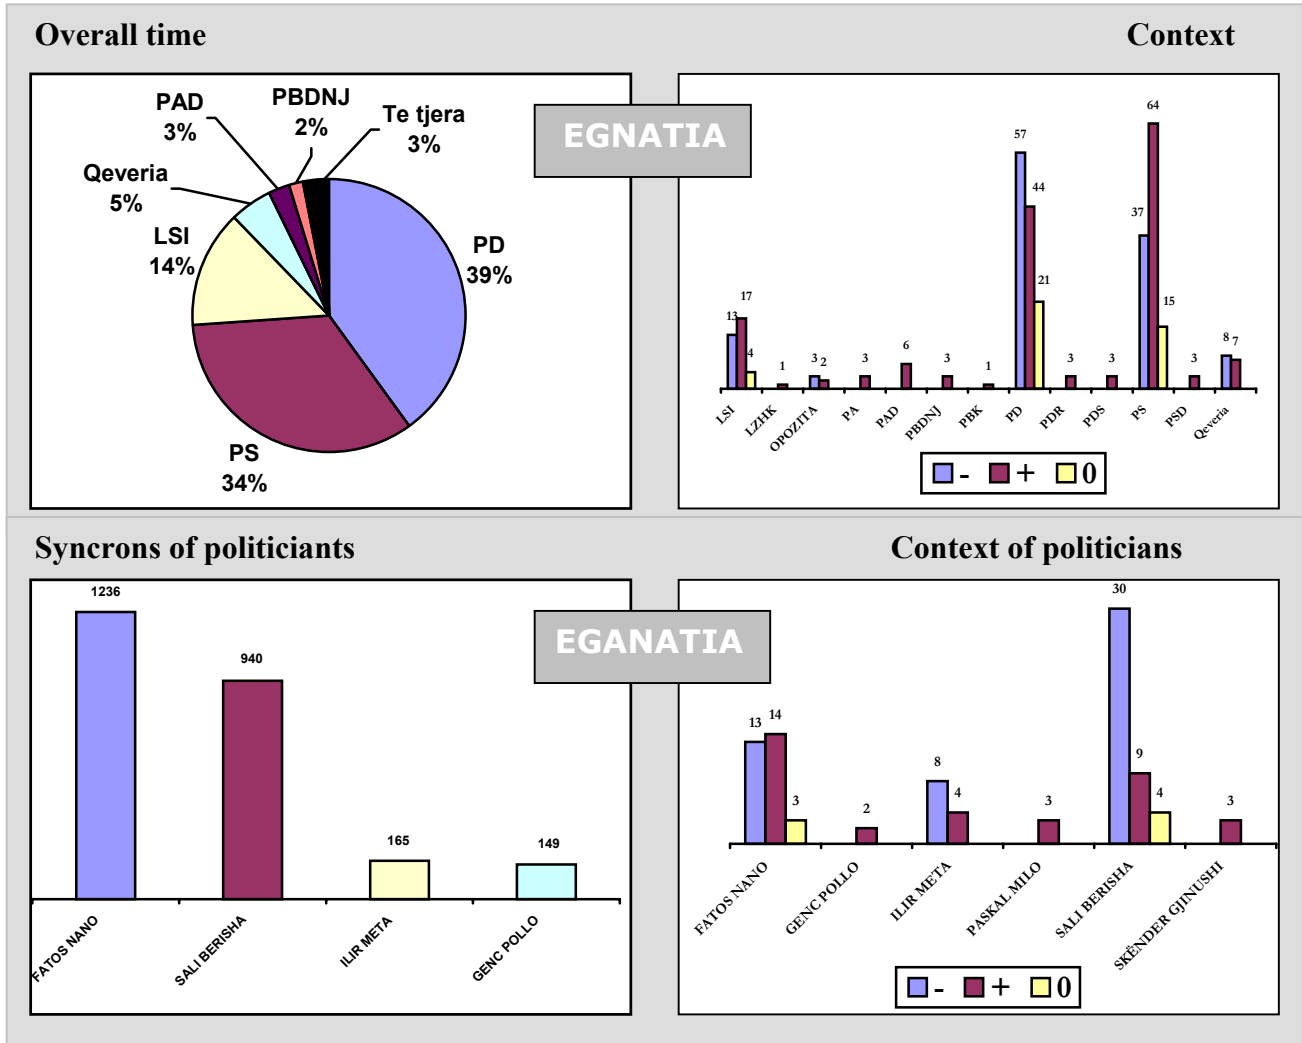 Overall time
Context
EGNATIA
PAD
3%
PBDNJ
2%
Te tjera
3%
Qeveria
5%
LSI
14%
PD
39%
PS
34%
13 17 4 1 3 2 3 6 3 1 57 44 21 3 3 37 64 15 3 8 7
LSI LZHK OPOZITA PA PAD PBDNJ PBK PD PDR PDS PS PSD Qeveria
- + 0
Syncrons of politiciants
Context of politicians
EGANATIA
1236 940 165 149
FATOS NANO SALI BERISHA ILIR META GENC POLLO
13 14 3 2 8 4 3 30 9 4 3
FATOS NANO GENC POLLO ILIR META PASKAL MILO SALI BERISHA SKËNDER GJINUSHI
- + 0